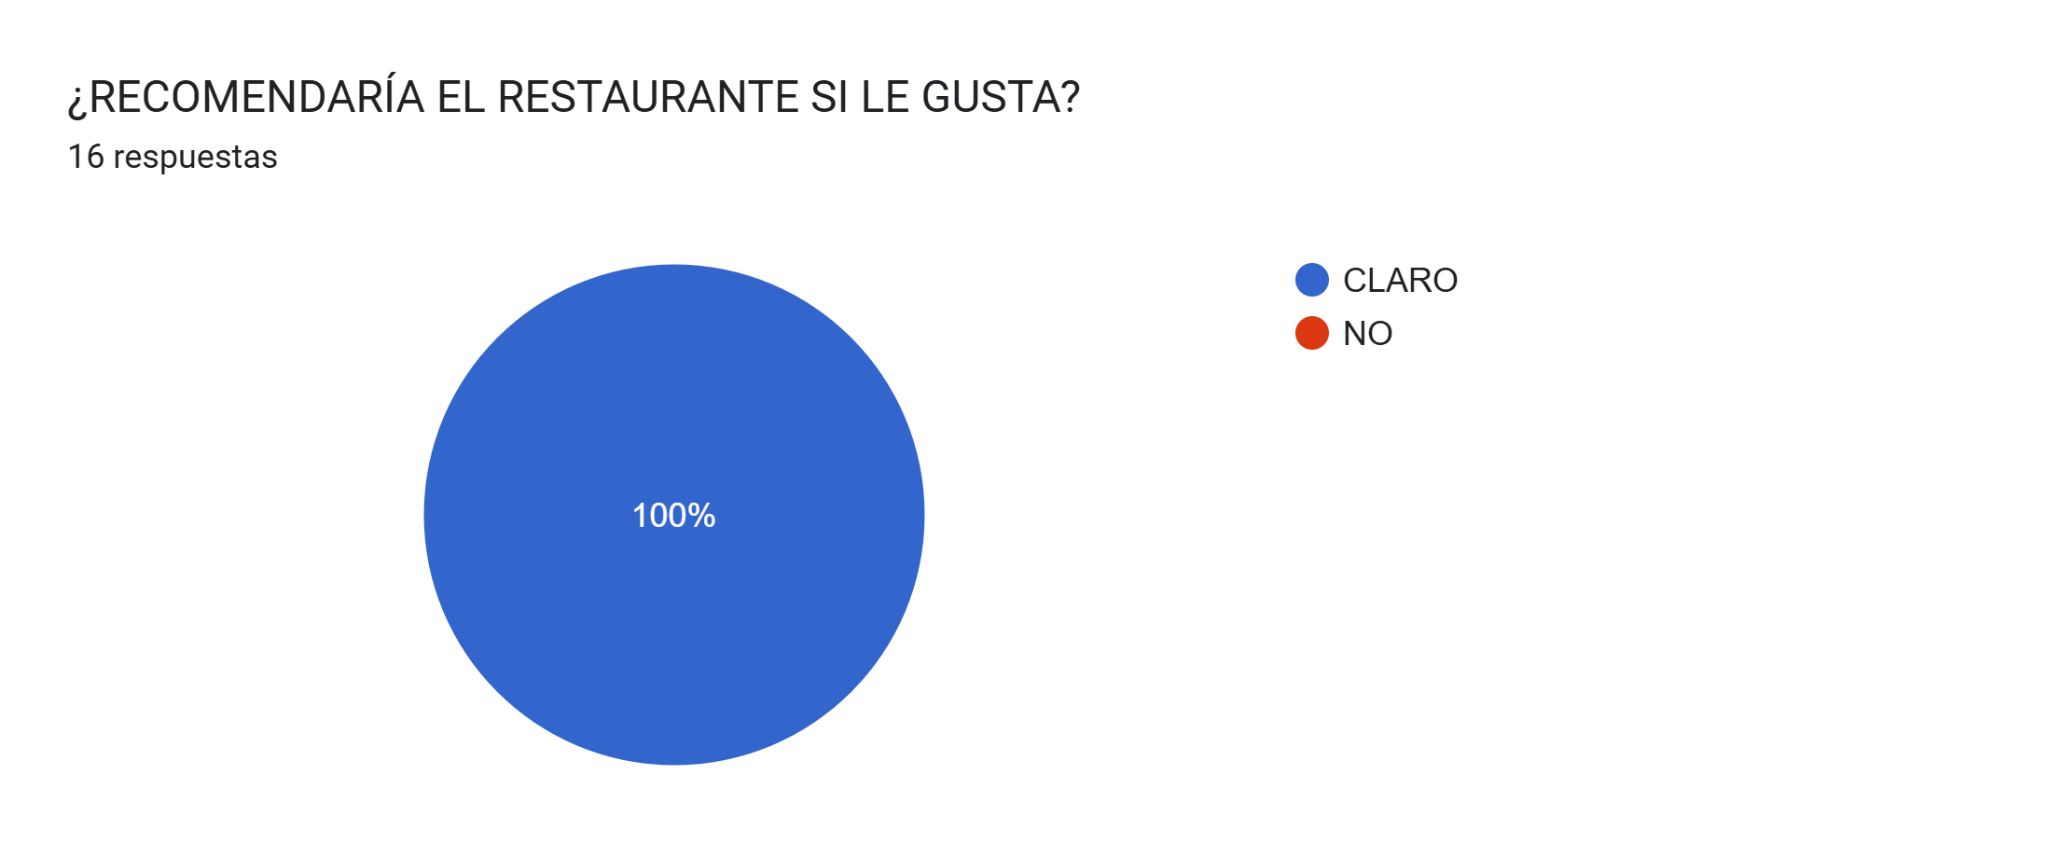 ¿RECOMENDARÍA EL RESTAURANTE SI LE GUSTA?
16 respuestas
CLARO
NO
100%